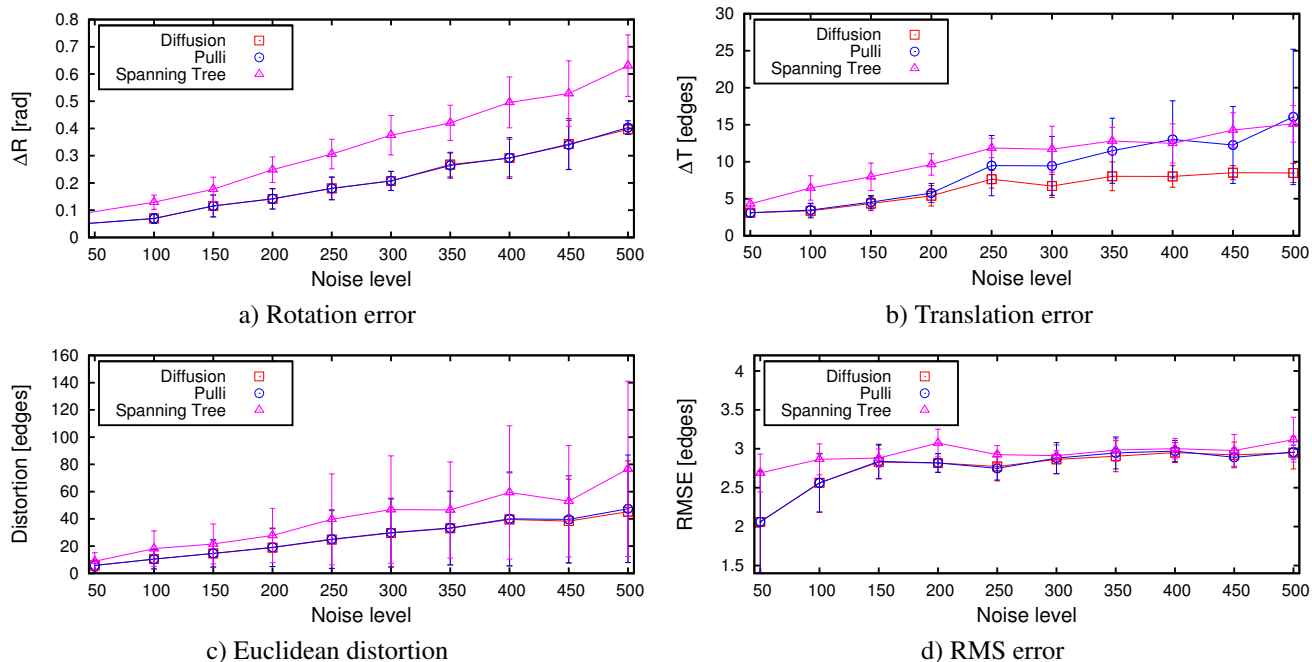 0.8
0.7
0.6
0.5
0.4
0.3
0.2
0.1
0
ΔR [rad]
Diffusion
Pulli
Spanning Tree
50 100 150 200 250 300 350 400 450 500
Noise level
a) Rotation error
30
25
20
15
10
5
0
ΔT [edges]
Diffusion
Pulli
Spanning Tree
50 100 150 200 250 300 350 400 450 500
Noise level
b) Translation error
160
140
120
100
80
60
40
20
0
Distortion [edges]
Diffusion
Pulli
Spanning Tree
50 100 150 200 250 300 350 400 450 500
Noise level
c) Euclidean distortion
4
3.5
3
2.5
2
1.5
RMSE [edges]
Diffusion
Pulli
Spanning Tree
50 100 150 200 250 300 350 400 450 500
Noise level
d) RMS error